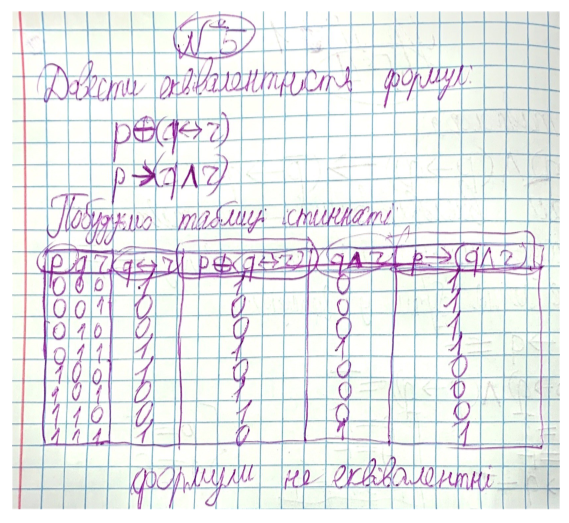 №5
Довести еквівалентність формул:
p⊕(q↔r)
p→(q∧r)
Побудуємо таблиці істинності
p q r q↔r p⊕(q↔r) q∧r p→(q∧r)
0 0 0 1 1 0 1
0 0 1 0 0 0 1
0 1 0 0 0 0 1
0 1 1 1 1 1 1
1 0 0 1 0 0 0
1 0 1 0 0 0 0
1 1 0 0 1 0 0
1 1 1 1 0 1 1
формули не еквівалентні